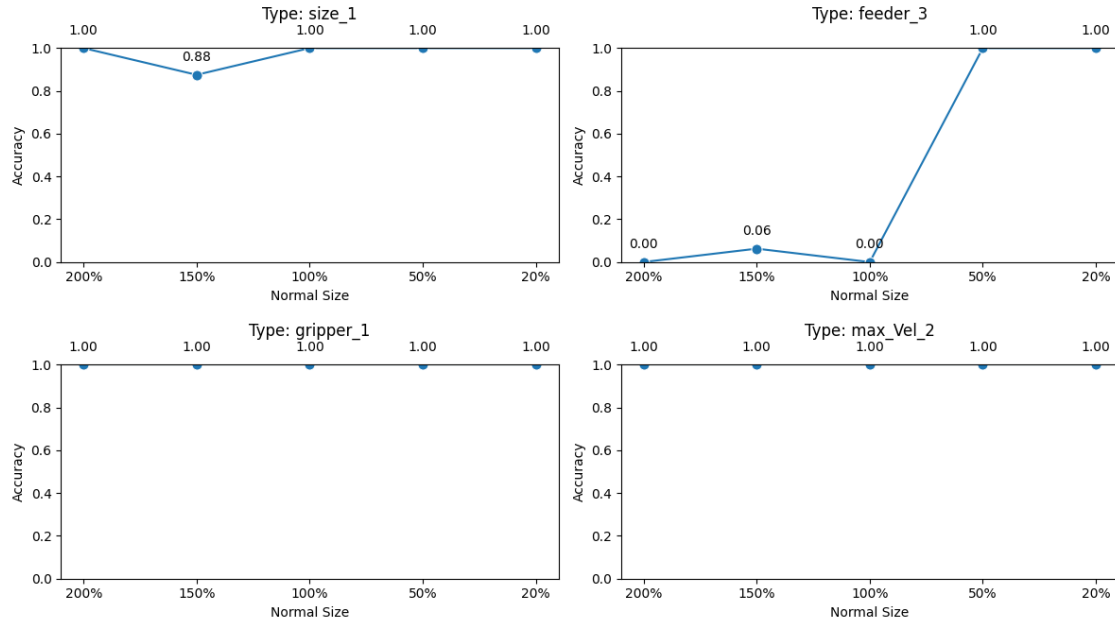 Type: size_1
1.00 0.88 1.00 1.00 1.00
1.0
0.8
0.6
0.4
0.2
0.0
Accuracy
200% 150% 100% 50% 20%
Normal Size
Type: feeder_3
0.00 0.06 0.00 1.00 1.00
1.0
0.8
0.6
0.4
0.2
0.0
Accuracy
200% 150% 100% 50% 20%
Normal Size
Type: gripper_1
1.00 1.00 1.00 1.00 1.00
1.0
0.8
0.6
0.4
0.2
0.0
Accuracy
200% 150% 100% 50% 20%
Normal Size
Type: max_Vel_2
1.00 1.00 1.00 1.00 1.00
1.0
0.8
0.6
0.4
0.2
0.0
Accuracy
200% 150% 100% 50% 20%
Normal Size